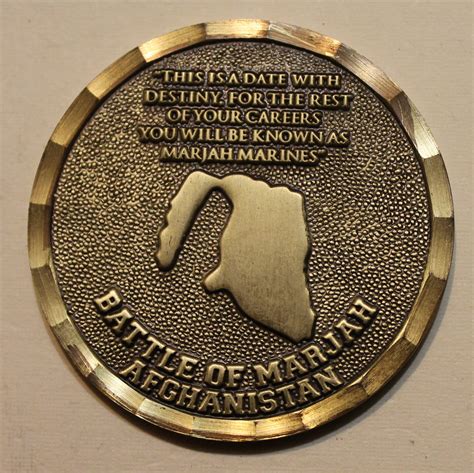 "THIS IS A DATE WITH
DESTINY. FOR THE REST
OF YOUR CAREERS
YOU WILL BE KNOWN AS
MARJAH MARINES"
BATTLE OF MARJAH
AFGHANISTAN